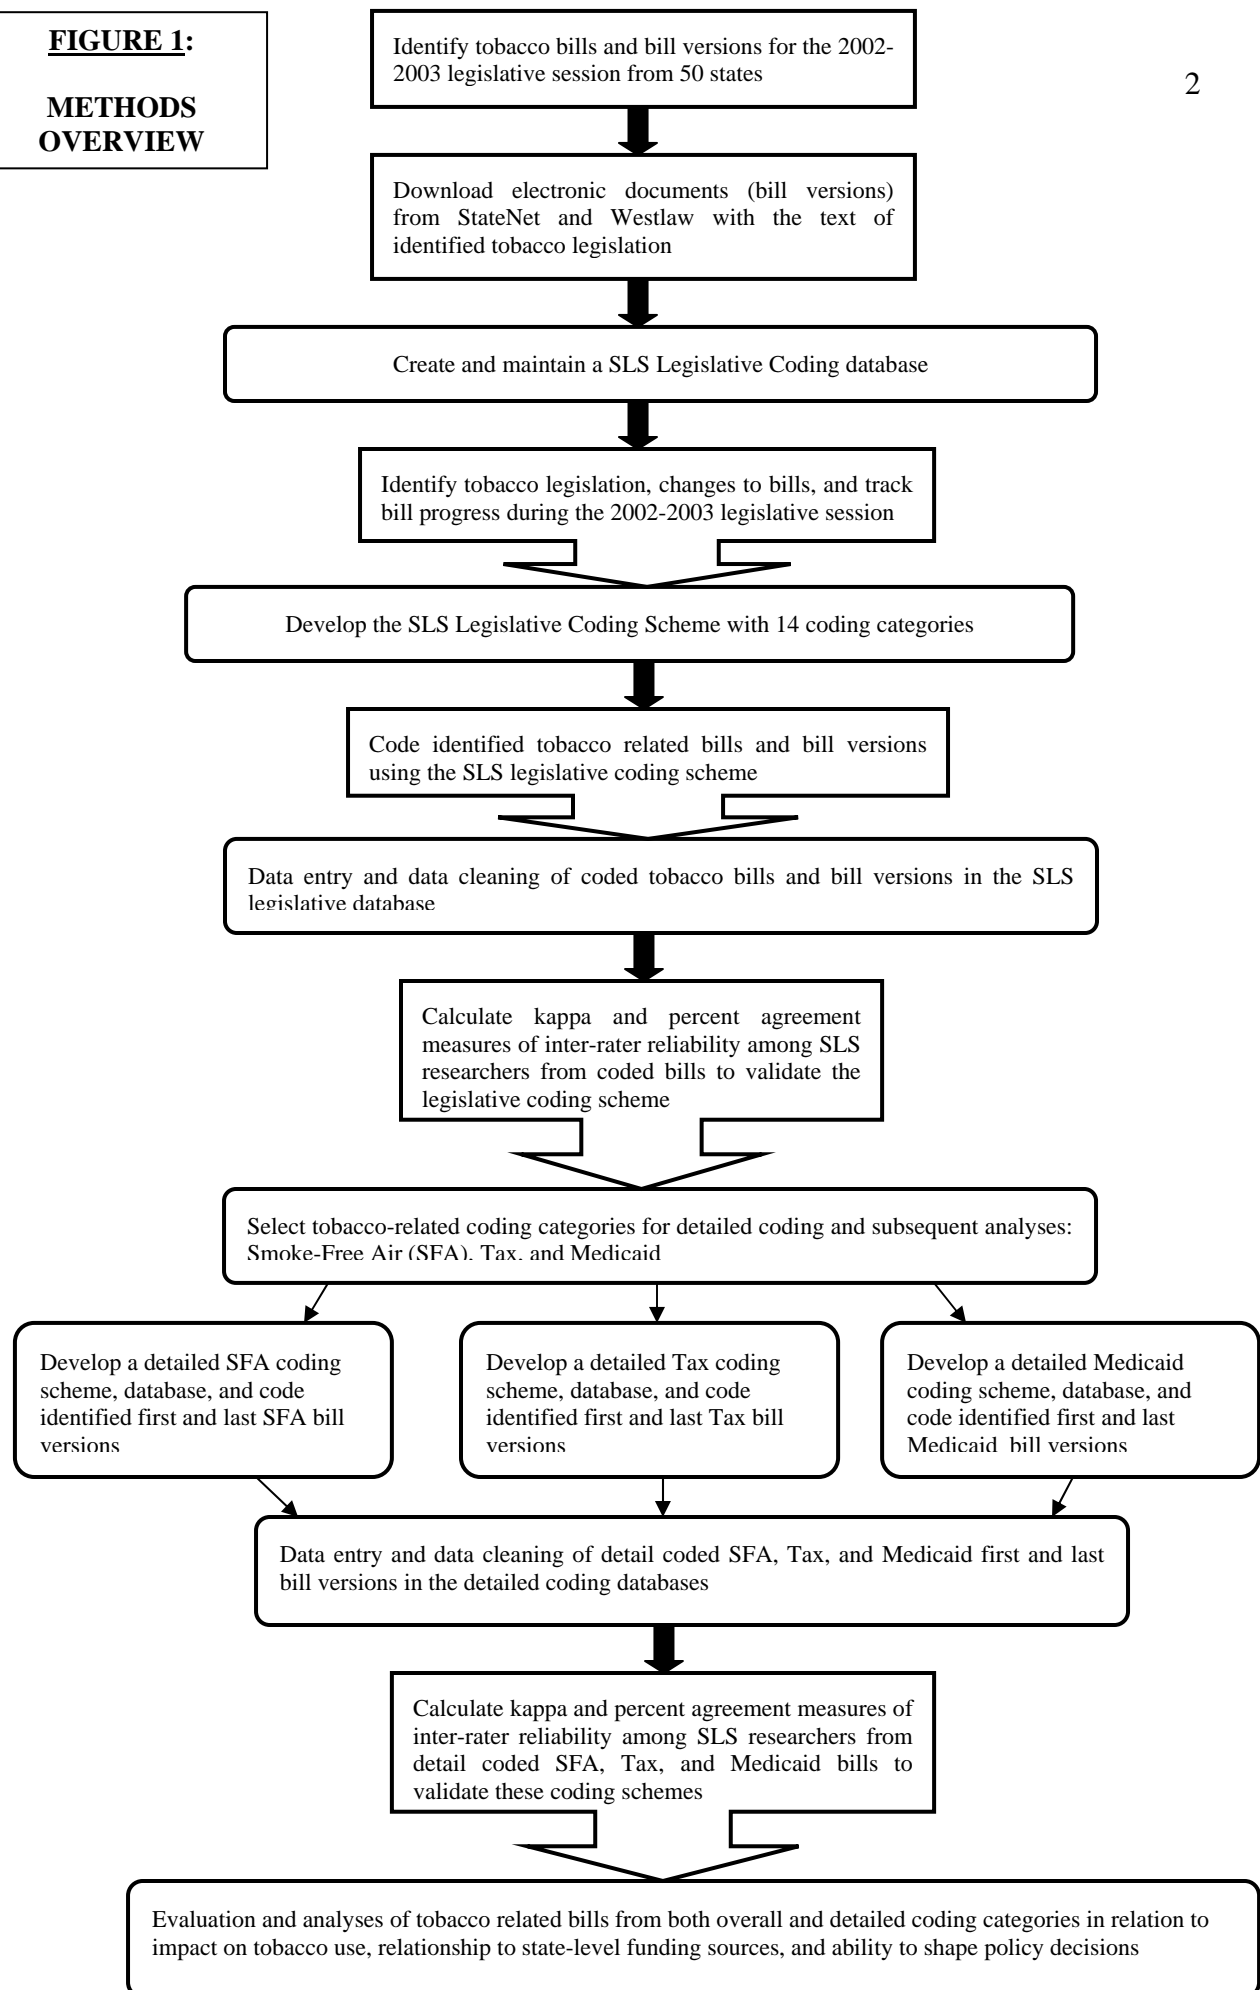 FIGURE 1:
METHODS
OVERVIEW
2
Identify tobacco bills and bill versions for the 2002-
2003 legislative session from 50 states
Download electronic documents (bill versions)
from StateNet and Westlaw with the text of
identified tobacco legislation
Create and maintain a SLS Legislative Coding database
Identify tobacco legislation, changes to bills, and track
bill progress during the 2002-2003 legislative session
Develop the SLS Legislative Coding Scheme with 14 coding categories
Code identified tobacco related bills and bill versions
using the SLS legislative coding scheme
Data entry and data cleaning of coded tobacco bills and bill versions in the SLS
legislative database
Calculate kappa and percent agreement
measures of inter-rater reliability among SLS
researchers from coded bills to validate the
legislative coding scheme
Select tobacco-related coding categories for detailed coding and subsequent analyses:
Smoke-Free Air (SFA), Tax, and Medicaid
Develop a detailed SFA coding
scheme, database, and code
identified first and last SFA bill
versions
Develop a detailed Tax coding
scheme, database, and code
identified first and last Tax bill
versions
Develop a detailed Medicaid
coding scheme, database, and
code identified first and last
Medicaid bill versions
Data entry and data cleaning of detail coded SFA, Tax, and Medicaid first and last
bill versions in the detailed coding databases
Calculate kappa and percent agreement measures of
inter-rater reliability among SLS researchers from
detail coded SFA, Tax, and Medicaid bills to
validate these coding schemes
Evaluation and analyses of tobacco related bills from both overall and detailed coding categories in relation to
impact on tobacco use, relationship to state-level funding sources, and ability to shape policy decisions